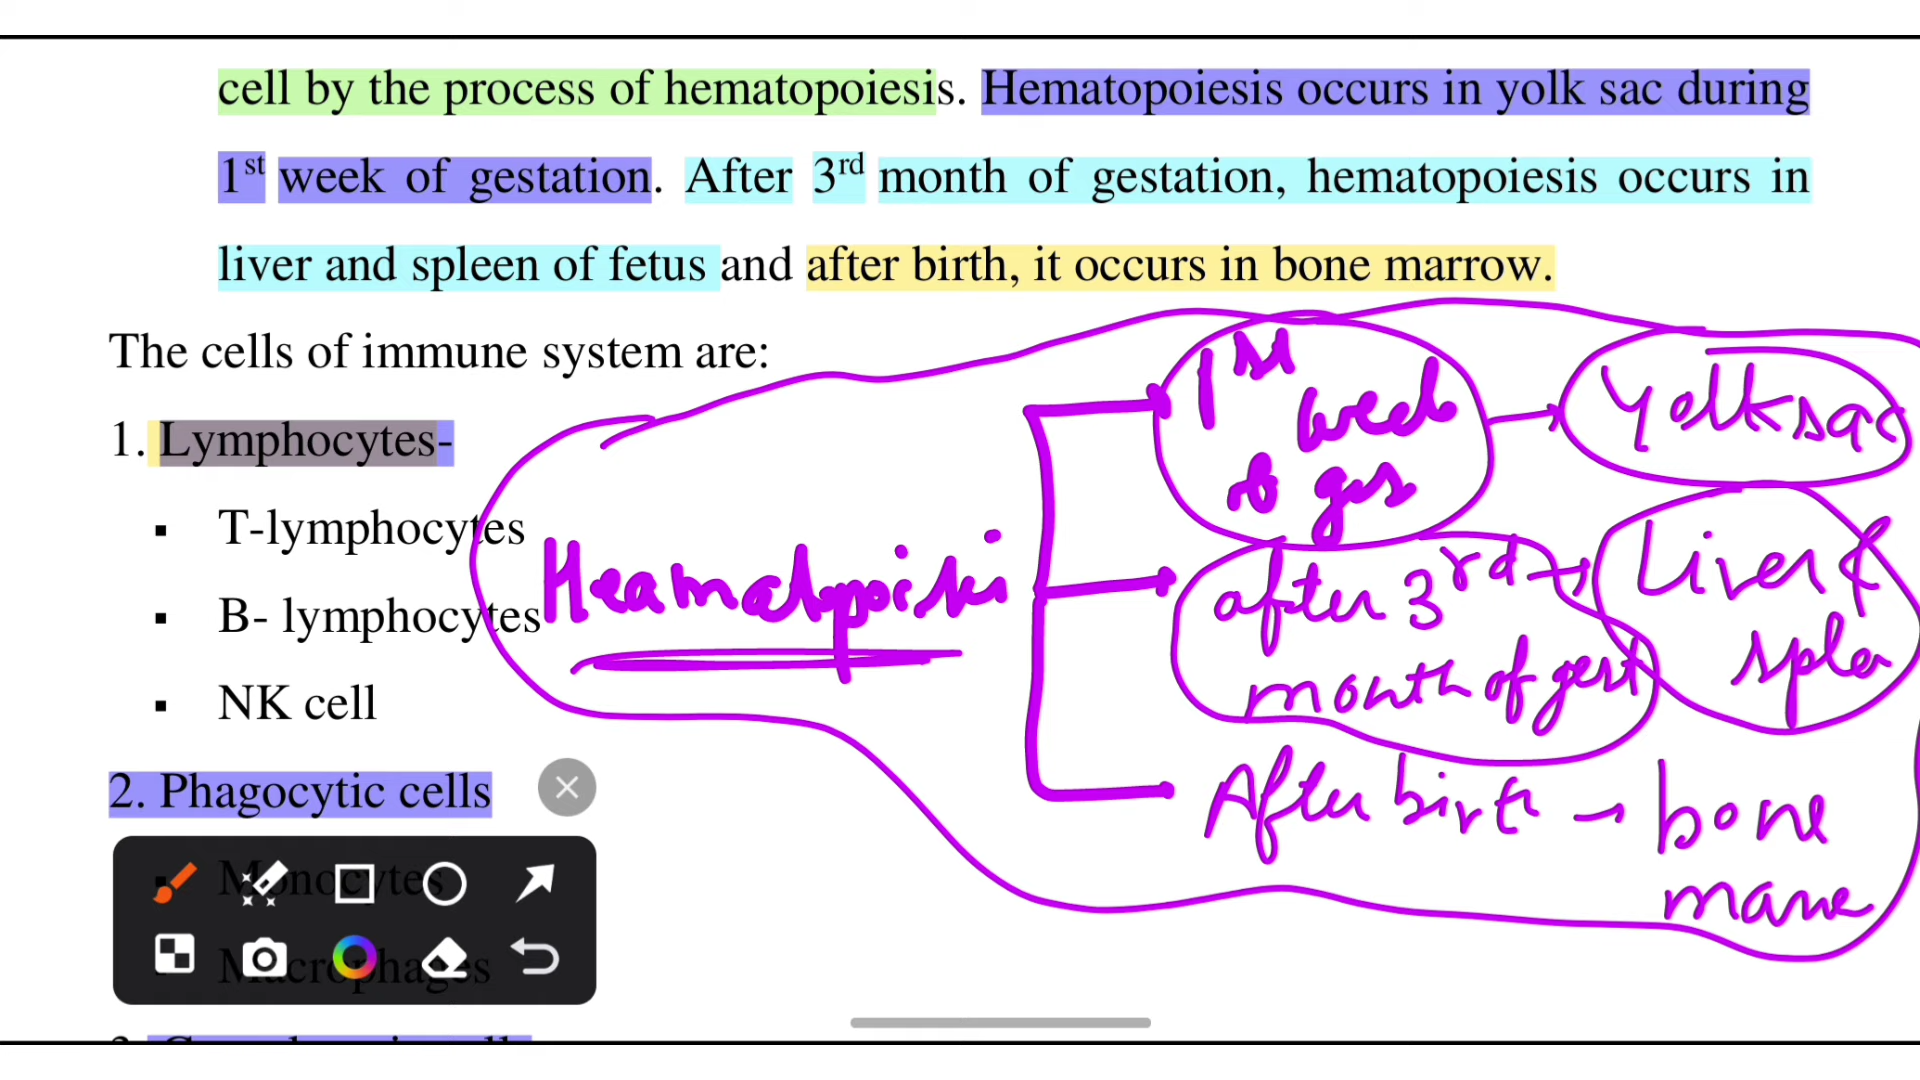 cell by the process of hematopoiesis. Hematopoiesis occurs in yolk sac during
1st week of gestation. After 3rd month of gestation, hematopoiesis occurs in
liver and spleen of fetus and after birth, it occurs in bone marrow.
The cells of immune system are:
1. Lymphocytes-
▪ T-lymphocytes
▪ B- lymphocytes
▪ NK cell
2. Phagocytic cells
Monocytes
Macrophages
1st
week
of ges
Yolk sac
after 3rd
month of gest
Liver &
After birth → bone